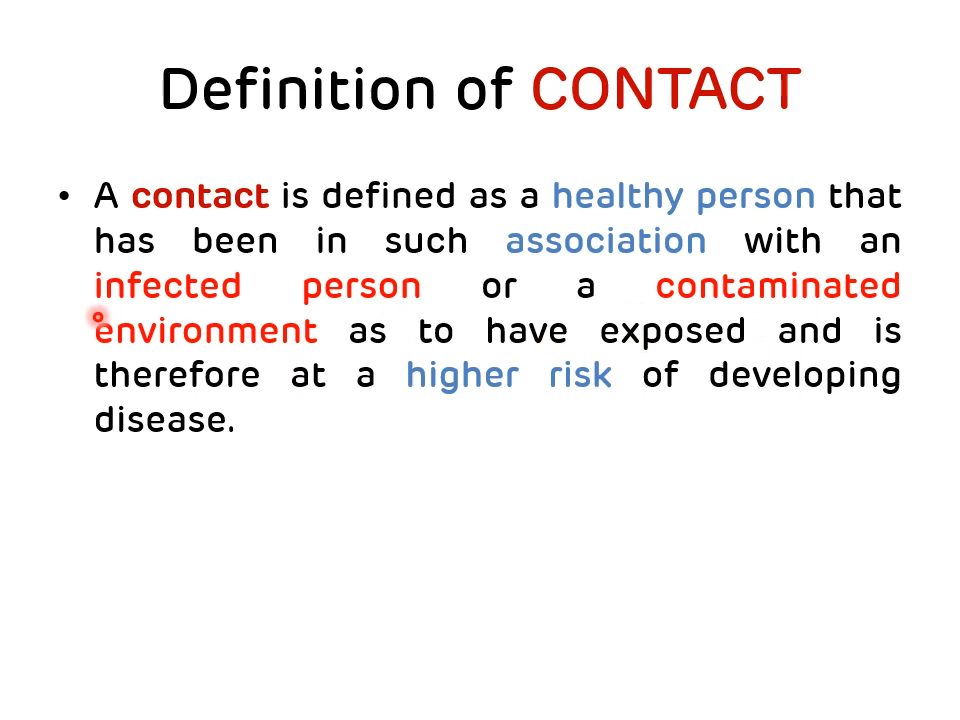 Definition of CONTACT
• A contact is defined as a healthy person that
has been in such association with an
infected person or a contaminated
environment as to have exposed and is
therefore at a higher risk of developing
disease.